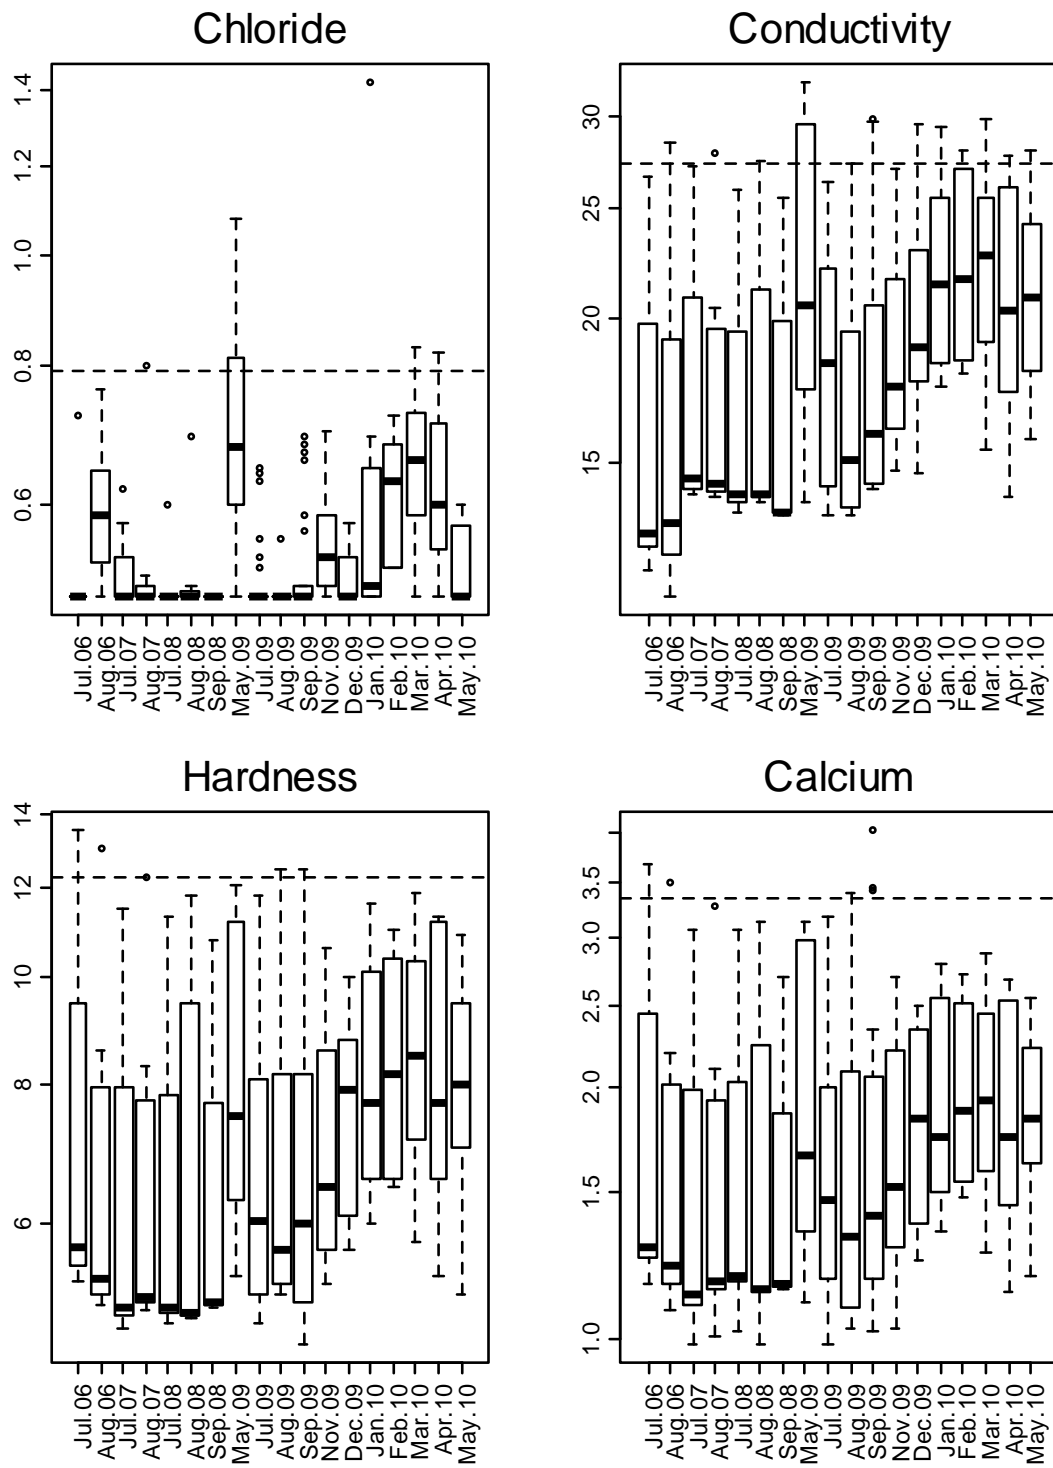 Chloride
1.4
1.2
1.0
0.8
0.6
Jul.06
Aug.06
Jul.07
Aug.07
Jul.08
Aug.08
Sep.08
May.09
Jul.09
Aug.09
Sep.09
Nov.09
Dec.09
Jan.10
Feb.10
Mar.10
Apr.10
May.10
Conductivity
30
25
20
15
Jul.06
Aug.06
Jul.07
Aug.07
Jul.08
Aug.08
Sep.08
May.09
Jul.09
Aug.09
Sep.09
Nov.09
Dec.09
Jan.10
Feb.10
Mar.10
Apr.10
May.10
Hardness
14
12
10
8
6
Jul.06
Aug.06
Jul.07
Aug.07
Jul.08
Aug.08
Sep.08
May.09
Jul.09
Aug.09
Sep.09
Nov.09
Dec.09
Jan.10
Feb.10
Mar.10
Apr.10
May.10
Calcium
3.5
3.0
2.5
2.0
1.5
1.0
Jul.06
Aug.06
Jul.07
Aug.07
Jul.08
Aug.08
Sep.08
May.09
Jul.09
Aug.09
Sep.09
Nov.09
Dec.09
Jan.10
Feb.10
Mar.10
Apr.10
May.10